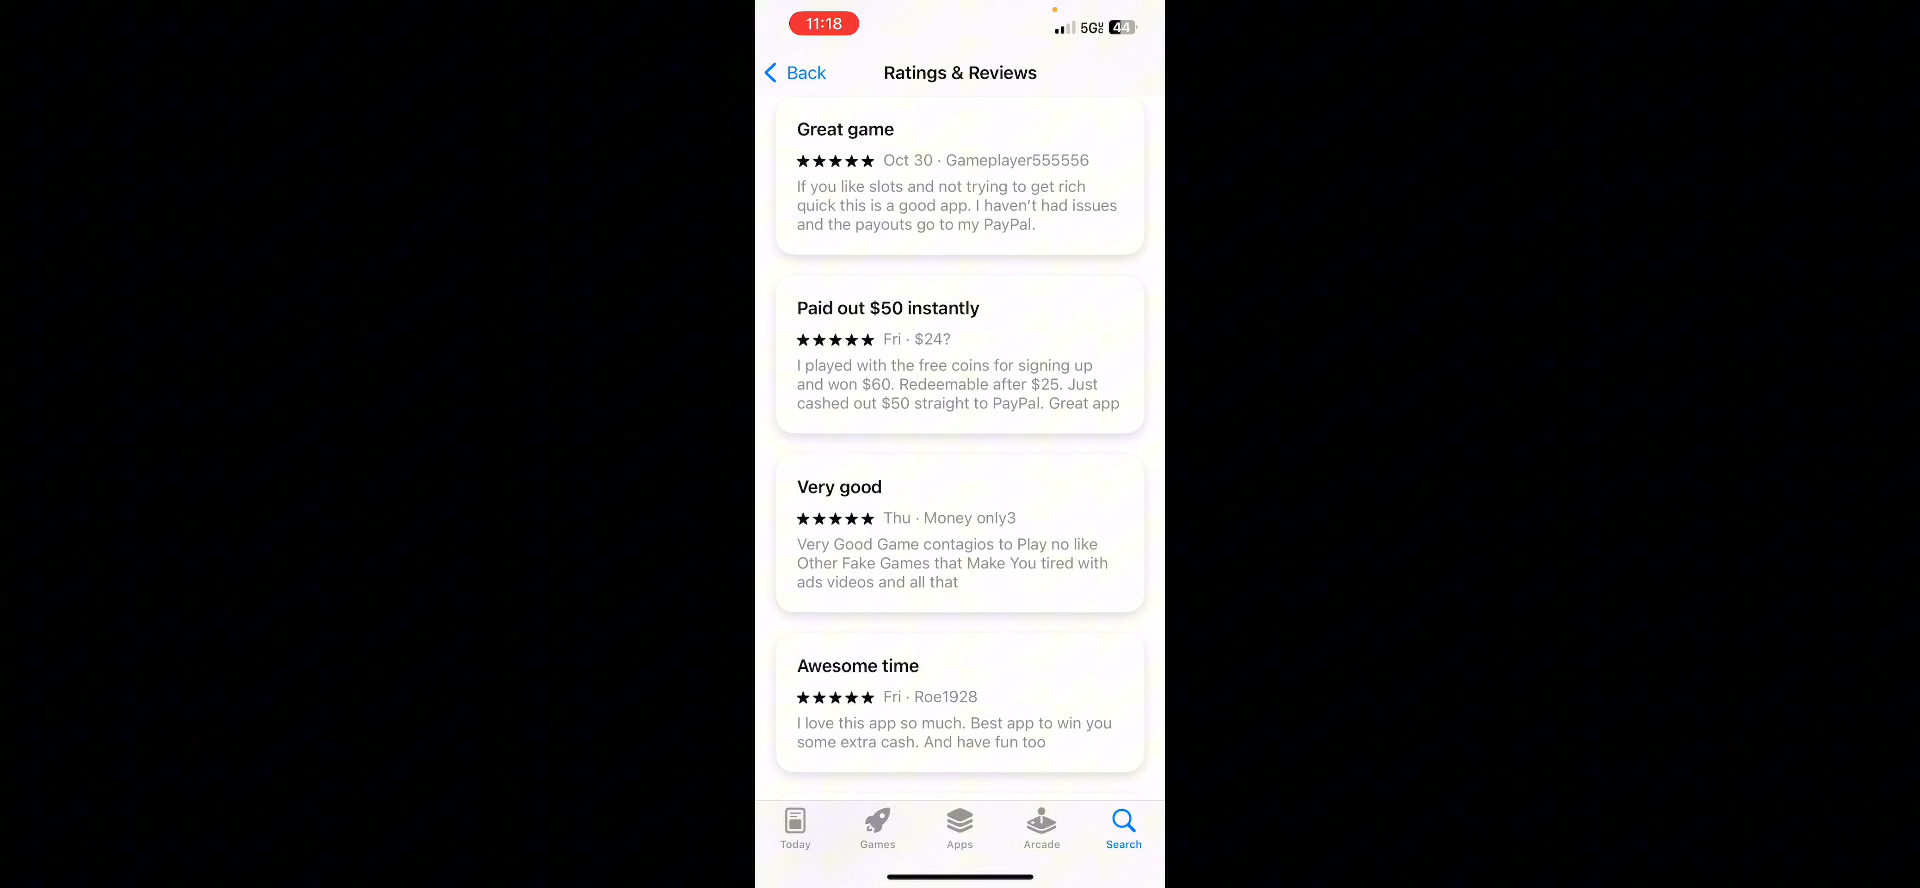 11:18
5G 44
Back
Ratings & Reviews
Great game
★★★★★ Oct 30 · Gameplayer555556
If you like slots and not trying to get rich
quick this is a good app. I haven’t had issues
and the payouts go to my PayPal.
Paid out $50 instantly
★★★★★ Fri · $24?
I played with the free coins for signing up
and won $60. Redeemable after $25. Just
cashed out $50 straight to PayPal. Great app
Very good
★★★★★ Thu · Money only3
Very Good Game contagios to Play no like
Other Fake Games that Make You tired with
ads videos and all that
Awesome time
★★★★★ Fri · Roe1928
I love this app so much. Best app to win you
some extra cash. And have fun too
Today Games Apps Arcade Search